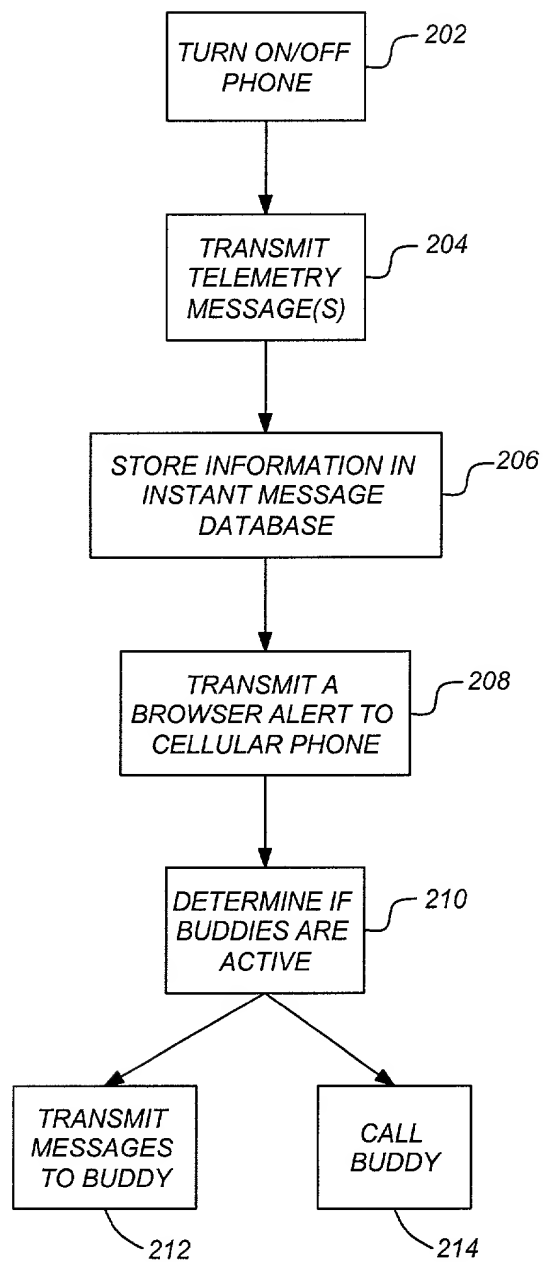 TURN ON/OFF
PHONE
202
TRANSMIT
TELEMETRY
MESSAGE(S)
204
STORE INFORMATION IN
INSTANT MESSAGE
DATABASE
206
TRANSMIT A
BROWSER ALERT TO
CELLULAR PHONE
208
DETERMINE IF
BUDDIES ARE
ACTIVE
210
TRANSMIT
MESSAGES
TO BUDDY
212
CALL
BUDDY
214